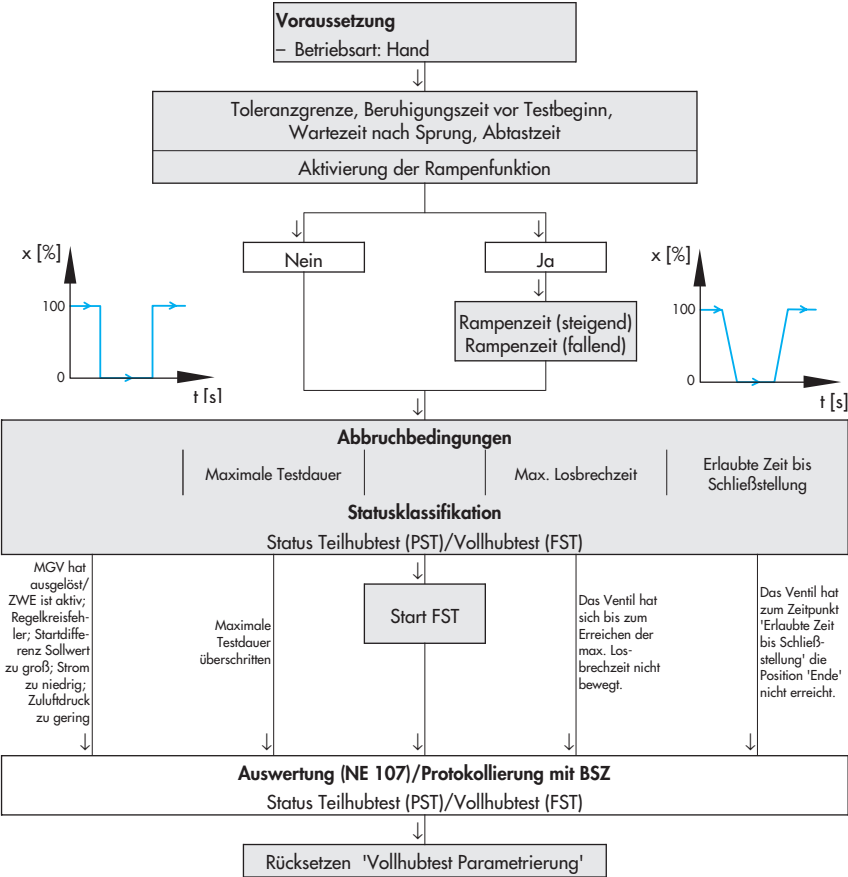 Voraussetzung
– Betriebsart: Hand
Toleranzgrenze, Beruhigungszeit vor Testbeginn,
Wartezeit nach Sprung, Abtastzeit
Aktivierung der Rampenfunktion
Nein
Ja
x [%]
100
0
t [s]
Rampenzeit (steigend)
Rampenzeit (fallend)
x [%]
100
0
t [s]
Abbruchbedingungen
Maximale Testdauer
Max. Losbrechzeit
Erlaubte Zeit bis
Schließstellung
Statusklassifikation
Status Teilhubtest (PST)/Vollhubtest (FST)
MGV hat
ausgelöst/
ZWE ist aktiv;
Regelkreisfeh-
ler; Startdiffe-
renz Sollwert
zu groß; Strom
zu niedrig;
Zuluftdruck
zu gering
Maximale
Testdauer
überschritten
Start FST
Das Ventil hat
sich bis zum
Erreichen der
max. Los-
brechzeit nicht
bewegt.
Das Ventil hat
zum Zeitpunkt
'Erlaubte Zeit
bis Schließ-
stellung' die
Position 'Ende'
nicht erreicht.
Auswertung (NE 107)/Protokollierung mit BSZ
Status Teilhubtest (PST)/Vollhubtest (FST)
Rücksetzen 'Vollhubtest Parametrierung'